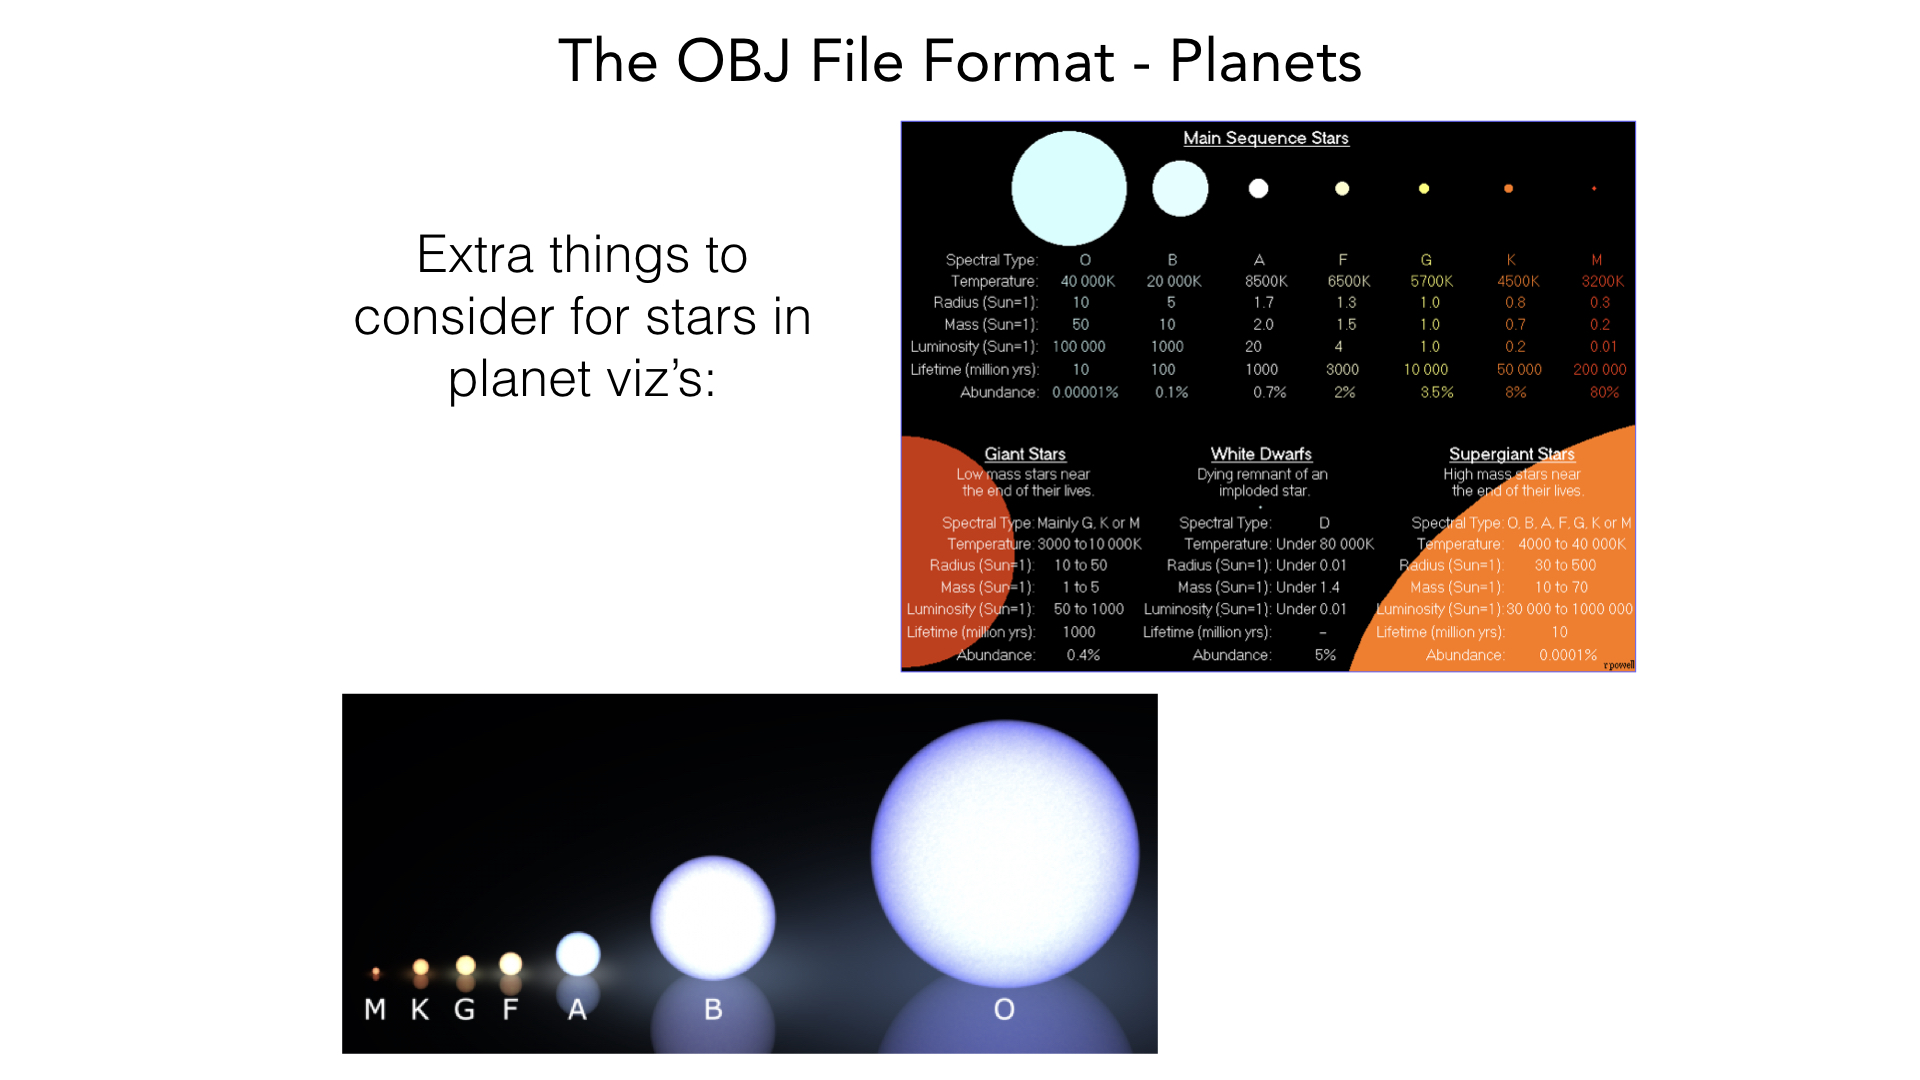 The OBJ File Format - Planets
Extra things to
consider for stars in
planet viz's:
Main Sequence Stars
Spectral Type: O B A F G K M
Temperature: 40 000K 20 000K 8500K 6500K 5700K 4500K 3200K
Radius (Sun=1): 10 5 1.7 1.3 1.0 0.8 0.3
Mass (Sun=1): 50 10 2.0 1.5 1.0 0.7 0.2
Luminosity (Sun=1): 100 000 1000 20 4 1.0 0.2 0.01
Lifetime (million yrs): 10 100 1000 3000 10 000 50 000 200 000
Abundance: 0.00001% 0.1% 0.7% 2% 3.5% 8% 80%
Giant Stars
Low mass stars near
the end of their lives.
Spectral Type: Mainly G, K or M
Temperature: 3000 to 10 000K
Radius (Sun=1): 10 to 50
Mass (Sun=1): 1 to 5
Luminosity (Sun=1): 50 to 1000
Lifetime (million yrs): 1000
Abundance: 0.4%
White Dwarfs
Dying remnant of an
imploded star.
Spectral Type: D
Temperature: Under 80 000K
Radius (Sun=1): Under 0.01
Mass (Sun=1): Under 1.4
Luminosity (Sun=1): Under 0.01
Lifetime (million yrs): –
Abundance: 5%
Supergiant Stars
High mass stars near
the end of their lives.
Spectral Type: O, B, A, F, G, K or M
Temperature: 4000 to 40 000K
Radius (Sun=1): 30 to 500
Mass (Sun=1): 10 to 70
Luminosity (Sun=1): 30 000 to 1000 000
Lifetime (million yrs): 10
Abundance: 0.0001%
r powell
M K G F A B O